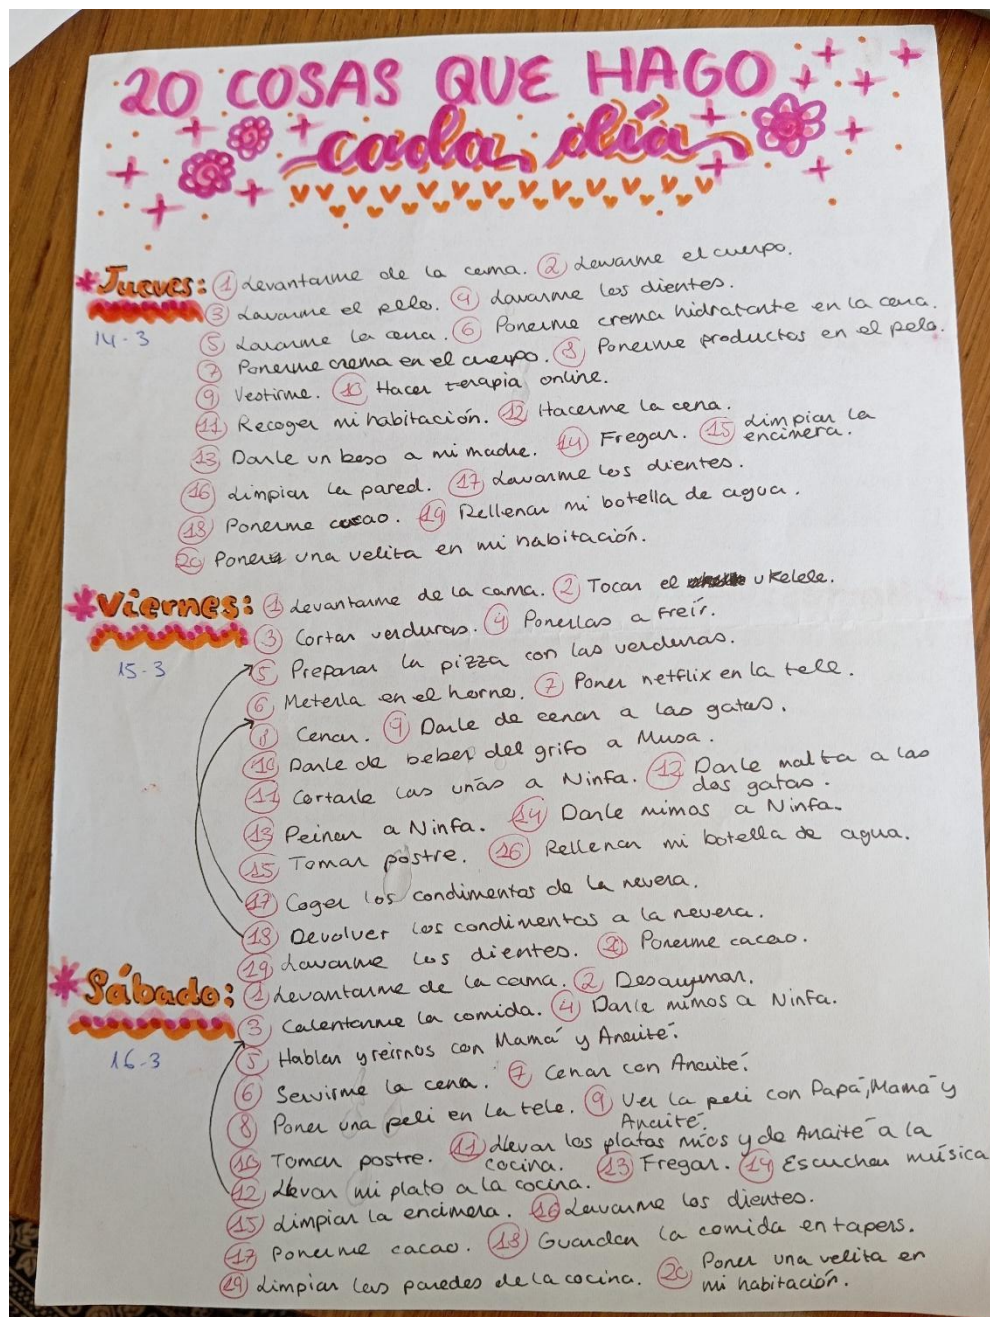 20 COSAS QUE HAGO
cada día
Jueves: 1 Levantarme de la cama. 2 Lavarme el cuerpo.
14-3
3 Lavarme el pelo. 4 Lavarme los dientes.
5 Lavarme la cara. 6 Ponerme crema hidratante en la cara.
7 Ponerme crema en el cuerpo. 8 Ponerme productos en el pelo.
9 Vestirme. 10 Hacer terapia online.
11 Recoger mi habitación. 12 Hacerme la cena.
13 Darle un beso a mi madre. 14 Fregar. 15 Limpiar la encimera.
16 Limpiar la pared. 17 Lavarme los dientes.
18 Ponerme cacao. 19 Rellenar mi botella de agua.
20 Poner una velita en mi habitación.
Viernes: 1 Levantarme de la cama. 2 Tocar el ukelele.
15-3
3 Cortar verduras. 4 Ponerlas a freír.
5 Preparar la pizza con las verduras.
6 Meterla en el horno. 7 Poner netflix en la tele.
8 Cenar. 9 Darle de cenar a las gatas.
10 Darle de beber del grifo a Musa.
11 Cortarle las uñas a Ninfa. 12 Darle malta a las dos gatas.
13 Peinar a Ninfa. 14 Darle mimos a Ninfa.
15 Tomar postre. 16 Rellenar mi botella de agua.
17 Coger los condimentos de la nevera.
18 Devolver los condimentos a la nevera.
19 Lavarme los dientes. 20 Ponerme cacao.
Sábado: 1 Levantarme de la cama. 2 Desayunar.
16-3
3 Calentarme la comida. 4 Darle mimos a Ninfa.
5 Hablar y reirnos con Mamá y Anaité.
6 Servirme la cena. 7 Cenar con Anaité.
8 Poner una peli en la tele. 9 Ver la peli con Papá, Mamá y Anaité.
10 Tomar postre. 11 Llevar los platos míos y de Anaité a la cocina.
12 Llevar mi plato a la cocina. 13 Fregar. 14 Escuchar música
15 Limpiar la encimera. 16 Lavarme los dientes.
17 Ponerme cacao. 18 Guardar la comida en tapers.
19 Limpiar las paredes de la cocina. 20 Poner una velita en mi habitación.